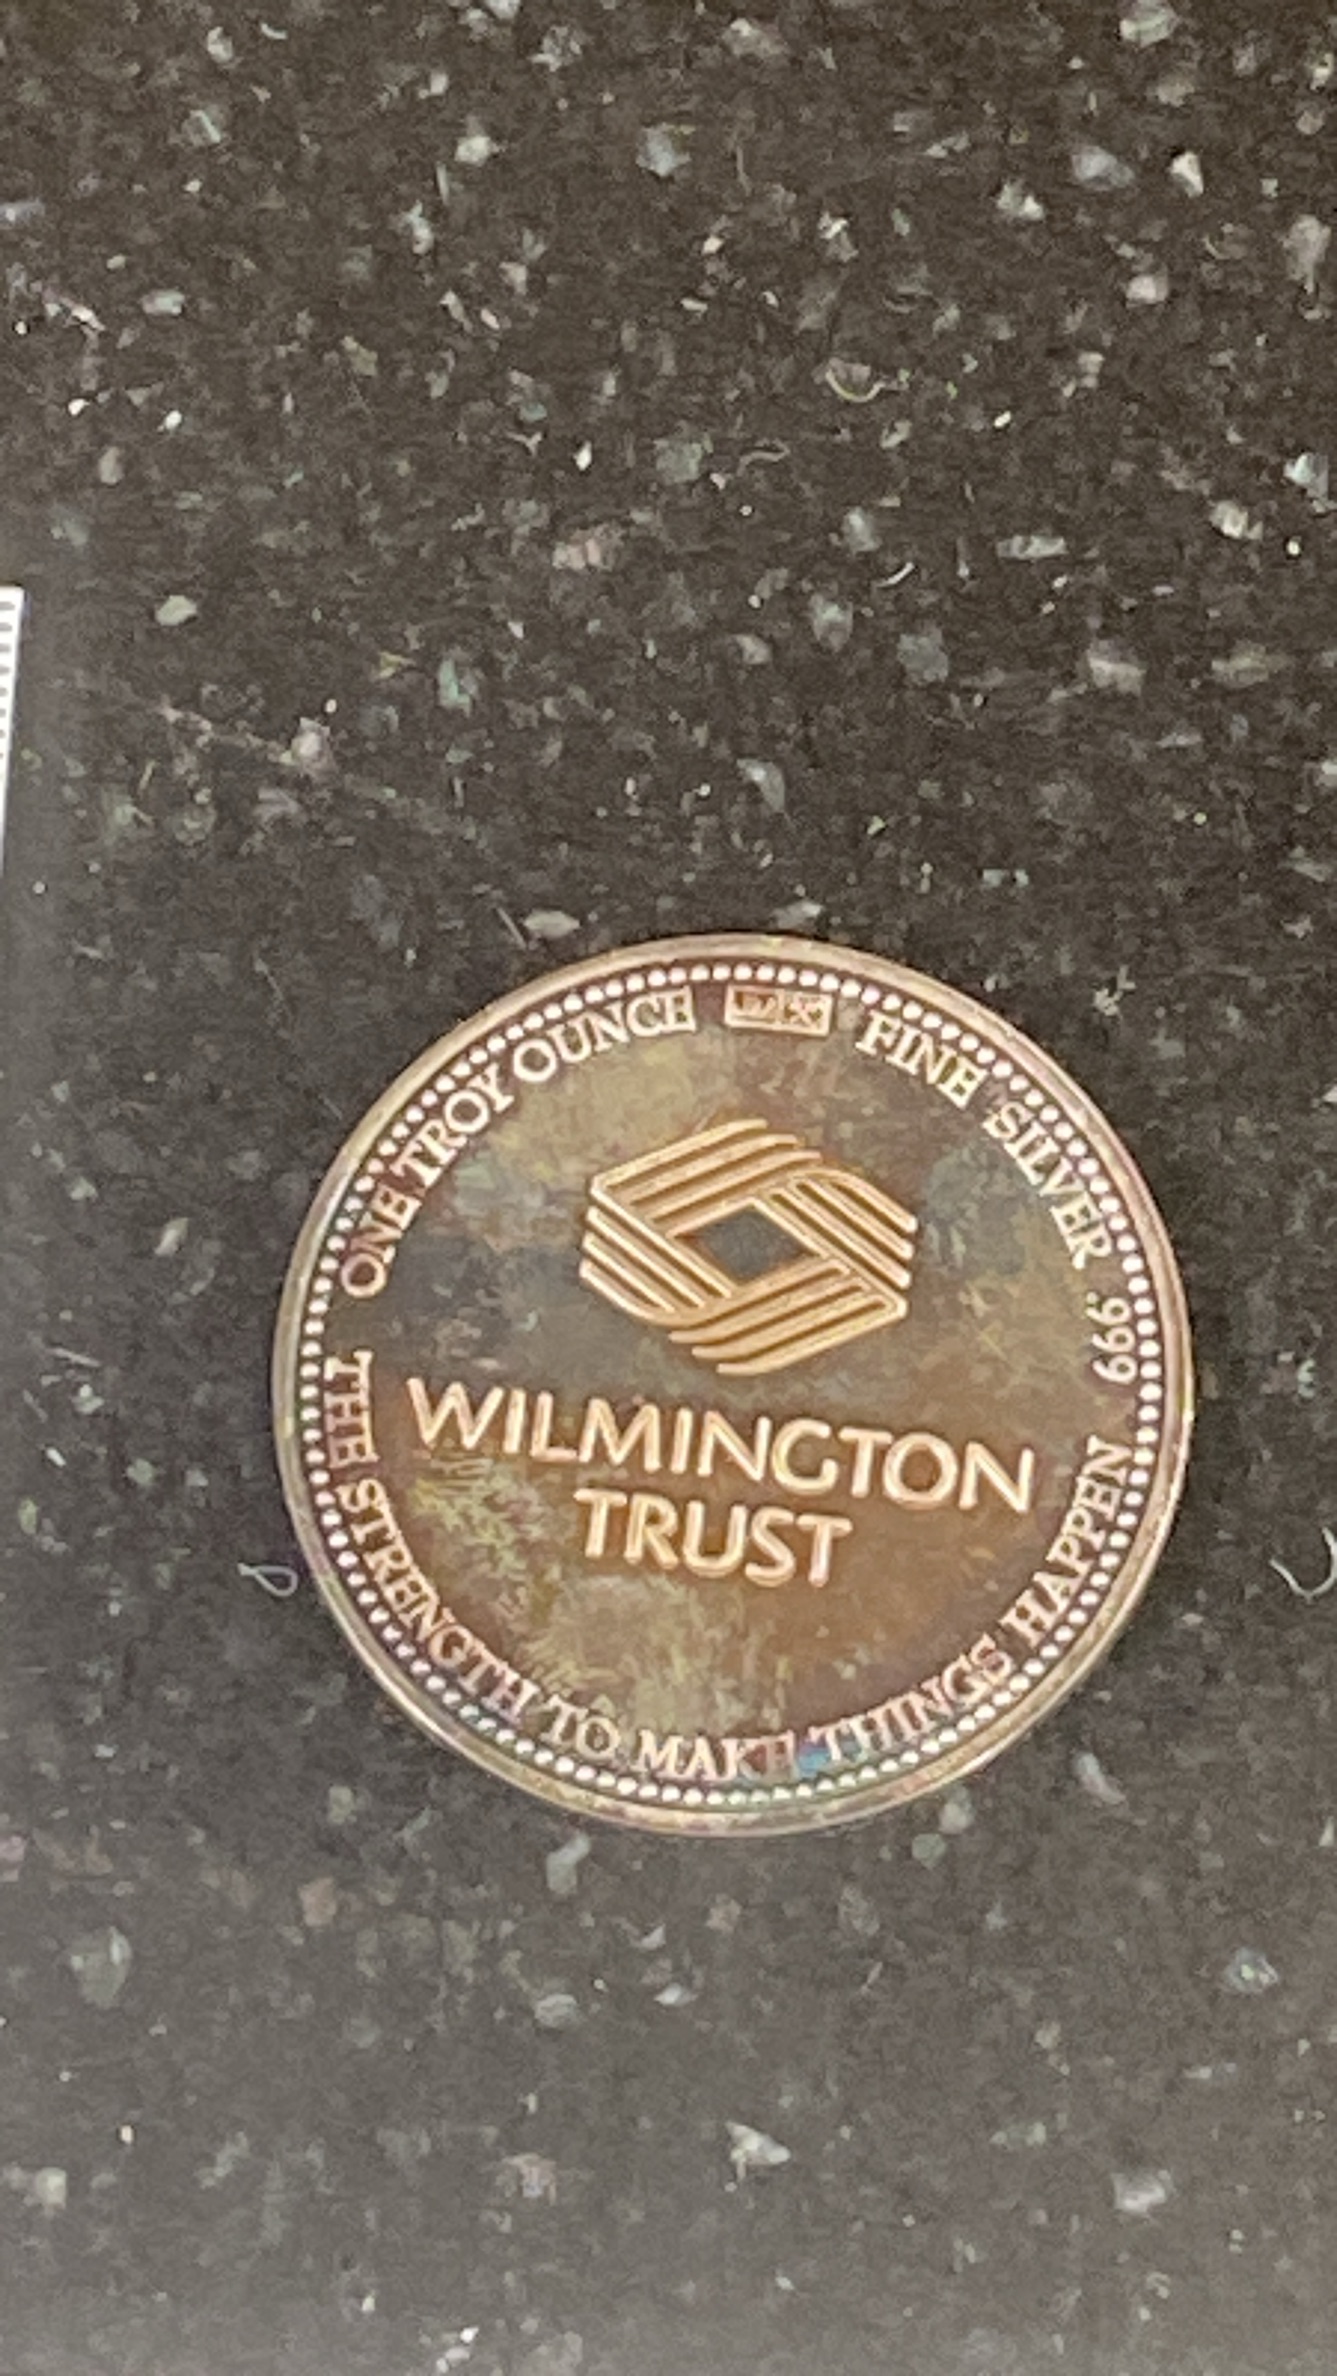 ONE TROY OUNCE FINE SILVER .999
WILMINGTON
TRUST
THE STRENGTH TO MAKE THINGS HAPPEN